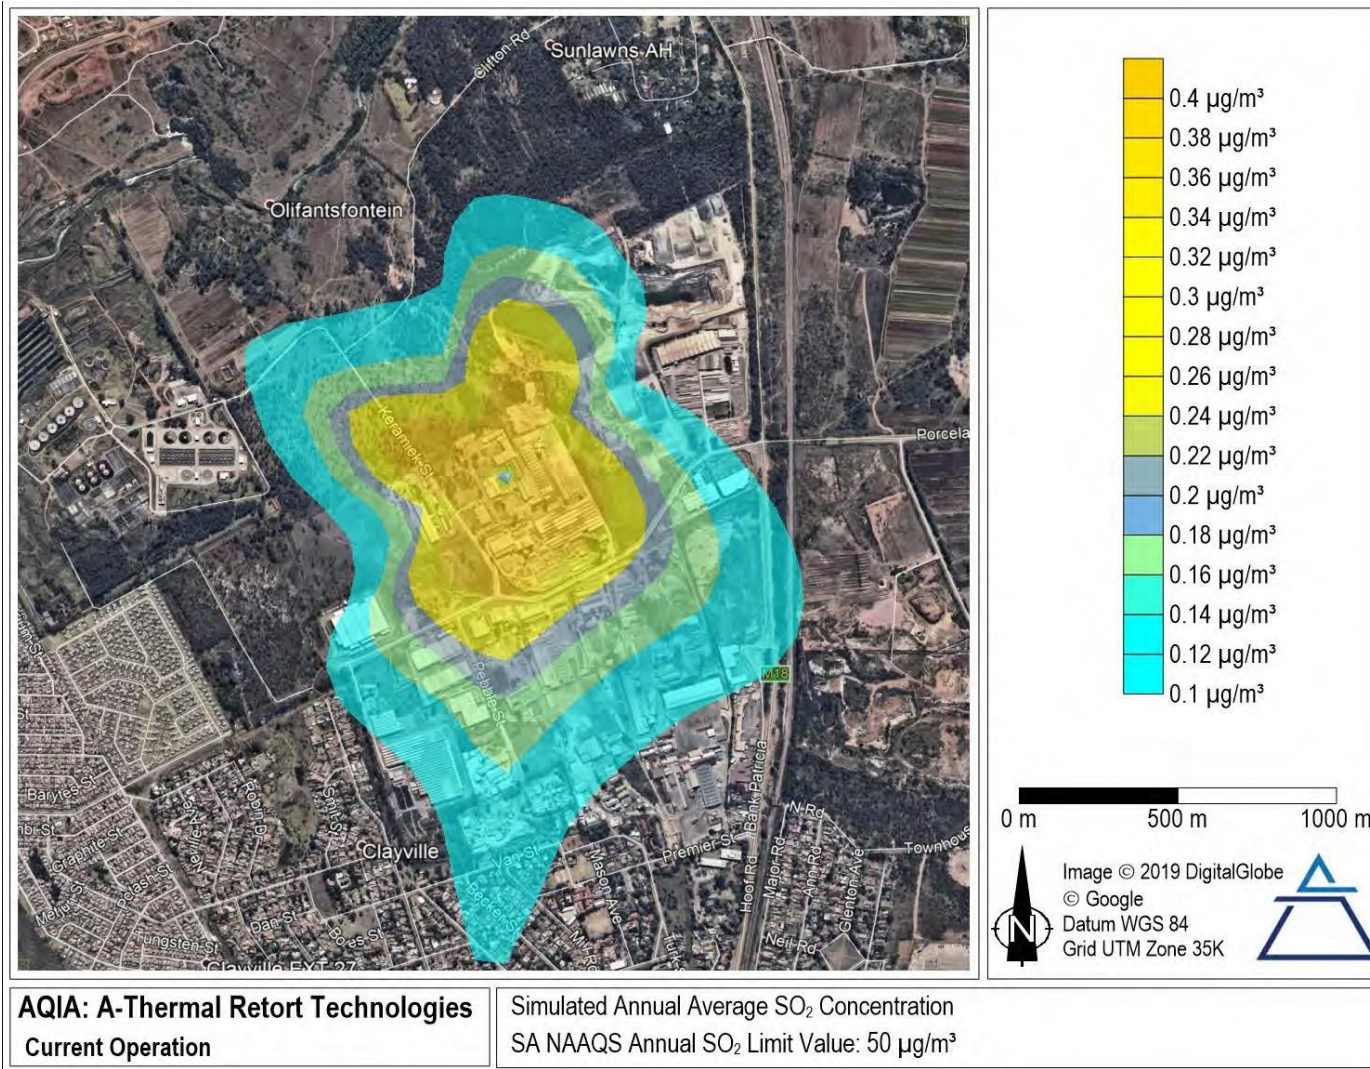 Sunlawns AH
Clifton Rd
Olifantsfontein
Keramiek St
Porcela
M18
Pebble St
Bank Patricia
Barytes St
Robin D
Smit St
Neville Ave
mbi St
Graphite St
Potash St
Clayville
Van St
Becker St
Mason Ave
Premier St
N Rd
Townhous
Hoof Rd
Major Rd
Ann Rd
Glenton Ave
Dan St
Bores St
Tungsten St
Neil Rd
Clayville EXT 27
0.4 µg/m³
0.38 µg/m³
0.36 µg/m³
0.34 µg/m³
0.32 µg/m³
0.3 µg/m³
0.28 µg/m³
0.26 µg/m³
0.24 µg/m³
0.22 µg/m³
0.2 µg/m³
0.18 µg/m³
0.16 µg/m³
0.14 µg/m³
0.12 µg/m³
0.1 µg/m³
0 m 500 m 1000 m
Image © 2019 DigitalGlobe
© Google
Datum WGS 84
Grid UTM Zone 35K
N
AQIA: A-Thermal Retort Technologies
Current Operation
Simulated Annual Average SO₂ Concentration
SA NAAQS Annual SO₂ Limit Value: 50 µg/m³